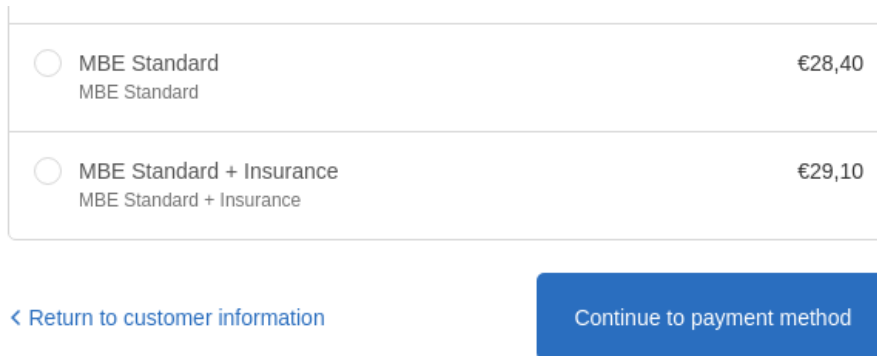 MBE Standard €28,40
MBE Standard
MBE Standard + Insurance €29,10
MBE Standard + Insurance
Return to customer information
Continue to payment method